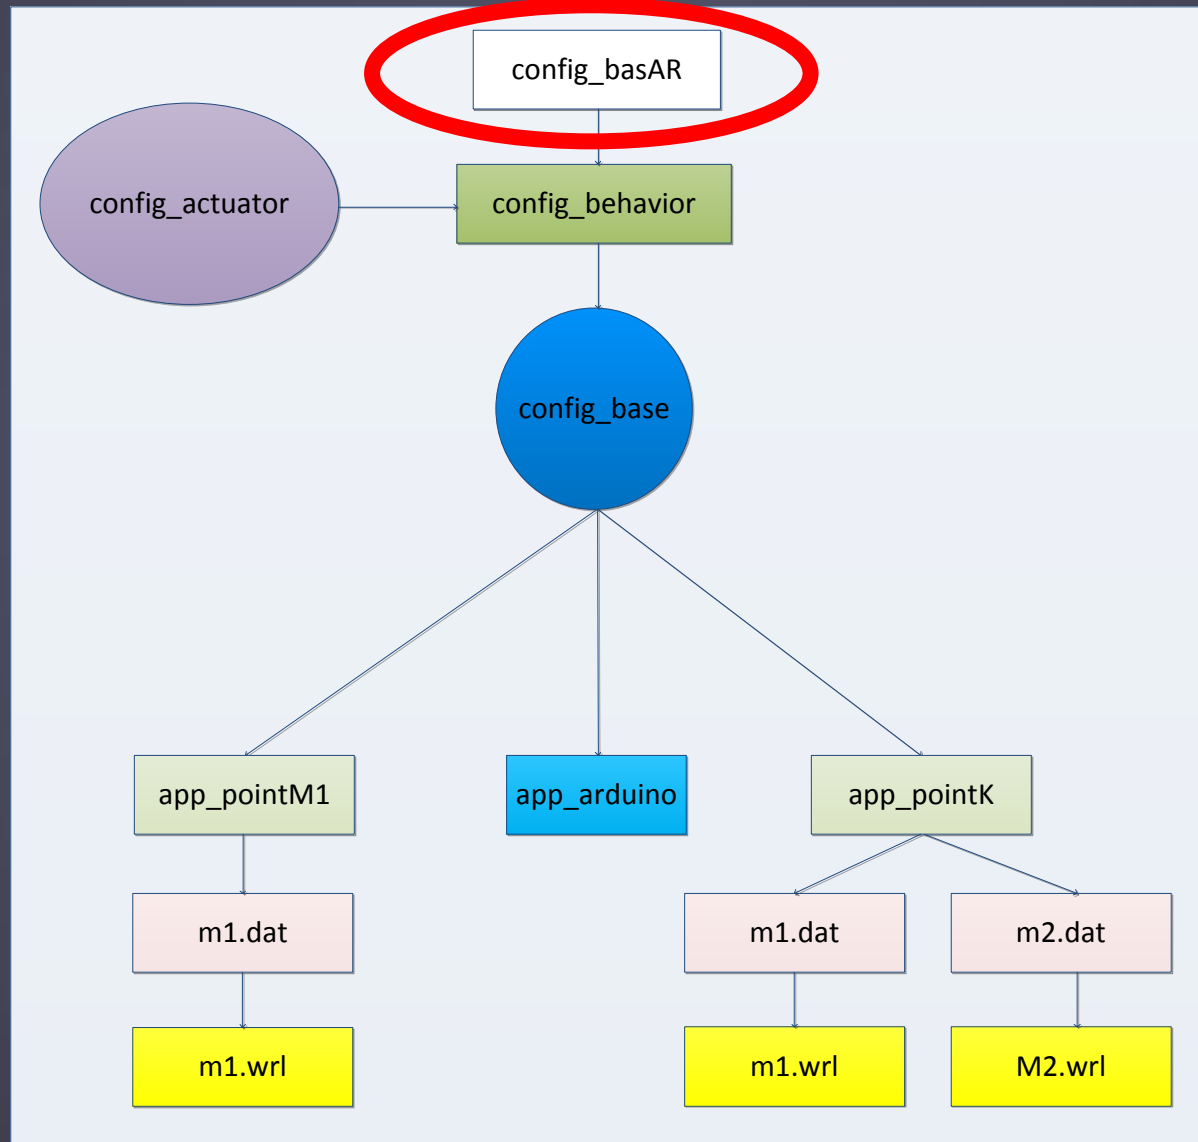 config_basAR
config_actuator
config_behavior
config_base
app_pointM1
app_arduino
app_pointK
m1.dat
m1.dat
m2.dat
m1.wrl
m1.wrl
M2.wrl